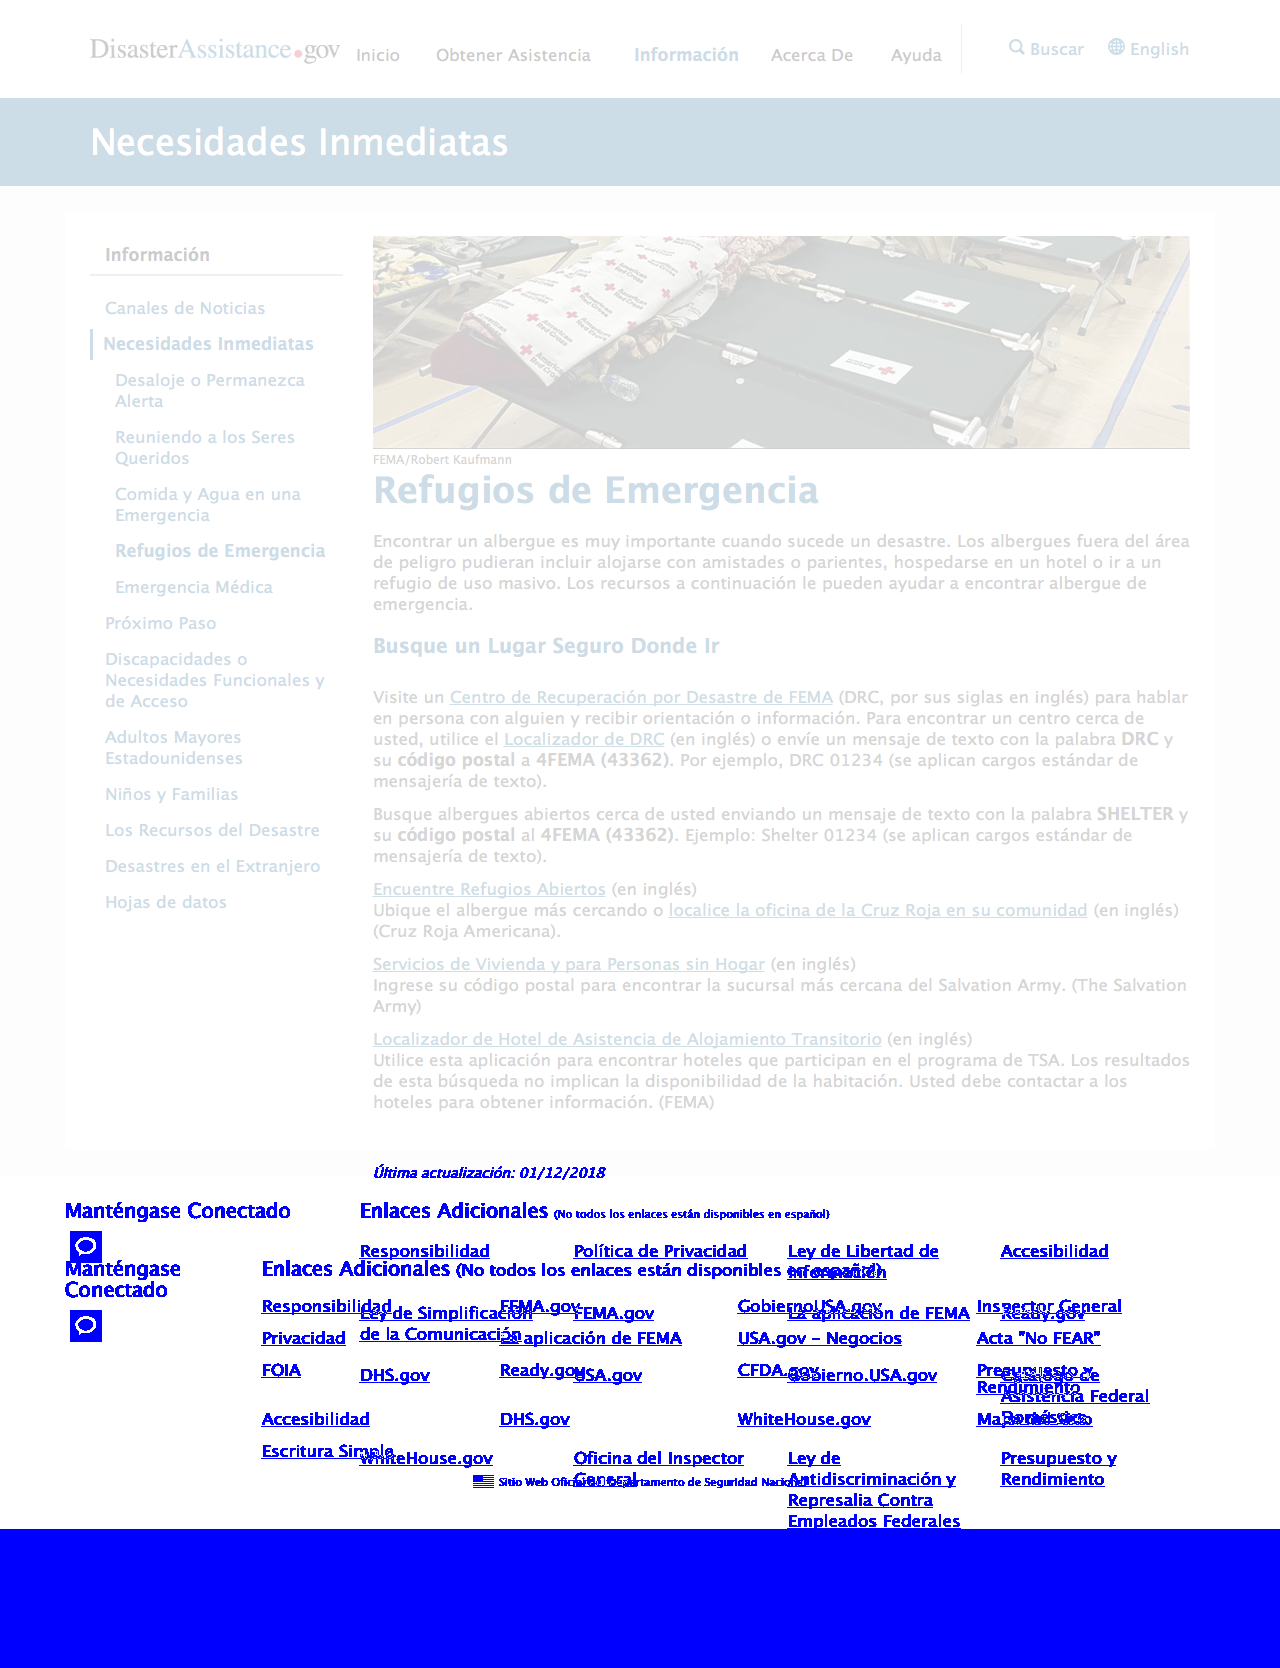 DisasterAssistance.gov
Inicio Obtener Asistencia Información Acerca De Ayuda Buscar English
Necesidades Inmediatas
Información
Canales de Noticias
Necesidades Inmediatas
Desaloje o Permanezca
Alerta
Reuniendo a los Seres
Queridos
Comida y Agua en una
Emergencia
Refugios de Emergencia
Emergencia Médica
Próximo Paso
Discapacidades o
Necesidades Funcionales y
de Acceso
Adultos Mayores
Estadounidenses
Niños y Familias
Los Recursos del Desastre
Desastres en el Extranjero
Hojas de datos
American
Red Cross
FEMA/Robert Kaufmann
Refugios de Emergencia
Encontrar un albergue es muy importante cuando sucede un desastre. Los albergues fuera del área
de peligro pudieran incluir alojarse con amistades o parientes, hospedarse en un hotel o ir a un
refugio de uso masivo. Los recursos a continuación le pueden ayudar a encontrar albergue de
emergencia.
Busque un Lugar Seguro Donde Ir
Visite un Centro de Recuperación por Desastre de FEMA (DRC, por sus siglas en inglés) para hablar
en persona con alguien y recibir orientación o información. Para encontrar un centro cerca de
usted, utilice el Localizador de DRC (en inglés) o envíe un mensaje de texto con la palabra DRC y
su código postal a 4FEMA (43362). Por ejemplo, DRC 01234 (se aplican cargos estándar de
mensajería de texto).
Busque albergues abiertos cerca de usted enviando un mensaje de texto con la palabra SHELTER y
su código postal al 4FEMA (43362). Ejemplo: Shelter 01234 (se aplican cargos estándar de
mensajería de texto).
Encuentre Refugios Abiertos (en inglés)
Ubique el albergue más cercando o localice la oficina de la Cruz Roja en su comunidad (en inglés)
(Cruz Roja Americana).
Servicios de Vivienda y para Personas sin Hogar (en inglés)
Ingrese su código postal para encontrar la sucursal más cercana del Salvation Army. (The Salvation
Army)
Localizador de Hotel de Asistencia de Alojamiento Transitorio (en inglés)
Utilice esta aplicación para encontrar hoteles que participan en el programa de TSA. Los resultados
de esta búsqueda no implican la disponibilidad de la habitación. Usted debe contactar a los
hoteles para obtener información. (FEMA)
Última actualización: 01/12/2018
Manténgase Conectado
Enlaces Adicionales (No todos los enlaces están disponibles en español)
Responsibilidad Política de Privacidad Ley de Libertad de Accesibilidad
Información
Manténgase
Conectado
Enlaces Adicionales (No todos los enlaces están disponibles en español)
Responsibilidad FEMA.gov GobiernoUSA.gov Inspector General
Ley de Simplificación FEMA.gov La aplicación de FEMA Ready.gov
de la Comunicación
Privacidad La aplicación de FEMA USA.gov - Negocios Acta "No FEAR"
FOIA Ready.gov CFDA.gov Presupuesto y
Rendimiento
DHS.gov USA.gov Gobierno.USA.gov Catálogo de
Asistencia Federal
Accesibilidad DHS.gov WhiteHouse.gov
Escritura Simple
WhiteHouse.gov Oficina del Inspector Ley de Presupuesto y
General Antidiscriminación y Rendimiento
Represalia Contra
Empleados Federales
Sitio Web Oficial del Departamento de Seguridad Nacional